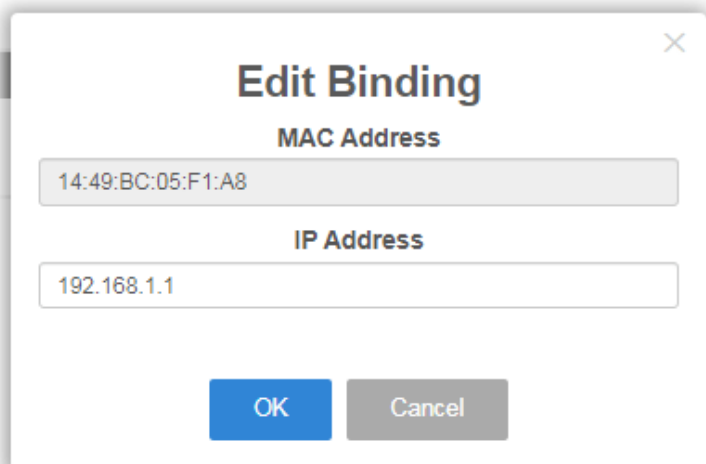 Edit Binding
MAC Address
14:49:BC:05:F1:A8
IP Address
192.168.1.1
OK
Cancel